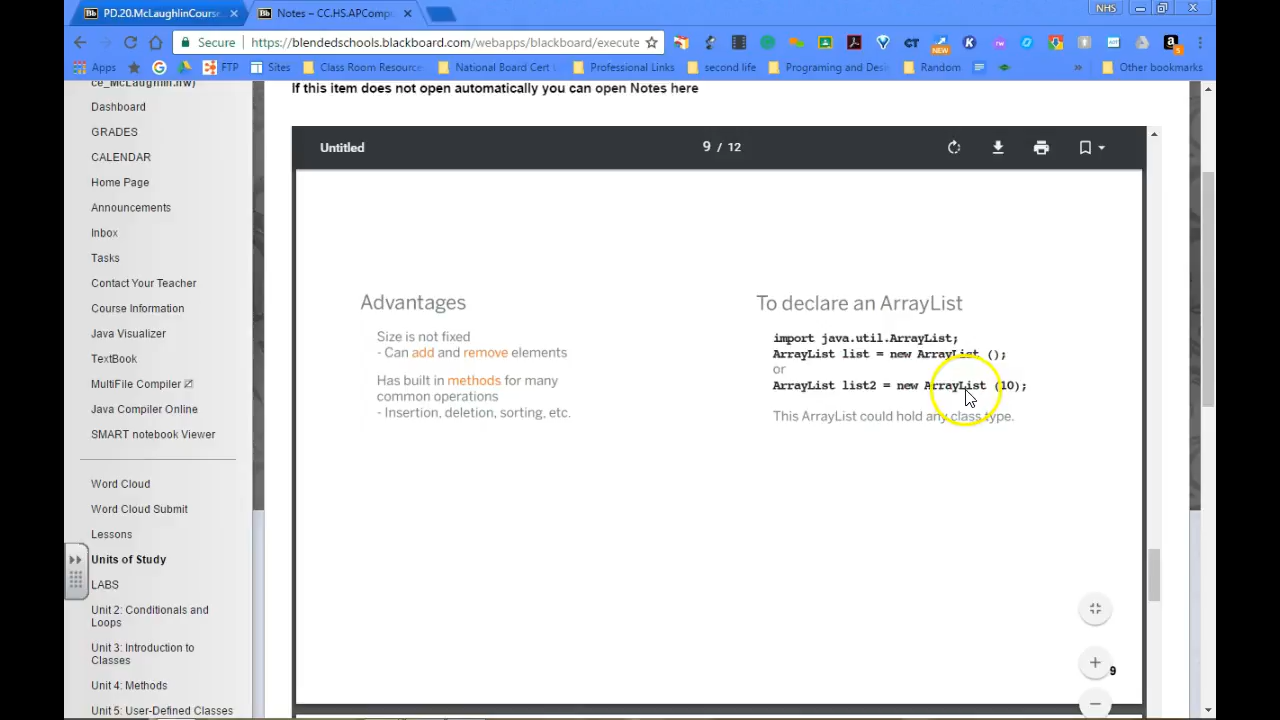 PD.20.McLaughlinCourse
Notes – CC.HS.APComp
NHS
Secure
https://blendedschools.blackboard.com/webapps/blackboard/execute
Apps
FTP
Sites
Class Room Resource
National Board Cert
Professional Links
second life
Programing and Des
Random
»
Other bookmarks
ce_McLaughlin.nw)
Dashboard
GRADES
CALENDAR
Home Page
Announcements
Inbox
Tasks
Contact Your Teacher
Course Information
Java Visualizer
TextBook
MultiFile Compiler
Java Compiler Online
SMART notebook Viewer
Word Cloud
Word Cloud Submit
Lessons
Units of Study
LABS
Unit 2: Conditionals and
Loops
Unit 3: Introduction to
Classes
Unit 4: Methods
Unit 5: User-Defined Classes
If this item does not open automatically you can open Notes here
Untitled
9 / 12
Advantages
Size is not fixed
- Can add and remove elements
Has built in methods for many
common operations
- Insertion, deletion, sorting, etc.
To declare an ArrayList
import java.util.ArrayList;
ArrayList list = new ArrayList ();
or
ArrayList list2 = new ArrayList (10);
This ArrayList could hold any class type.
9